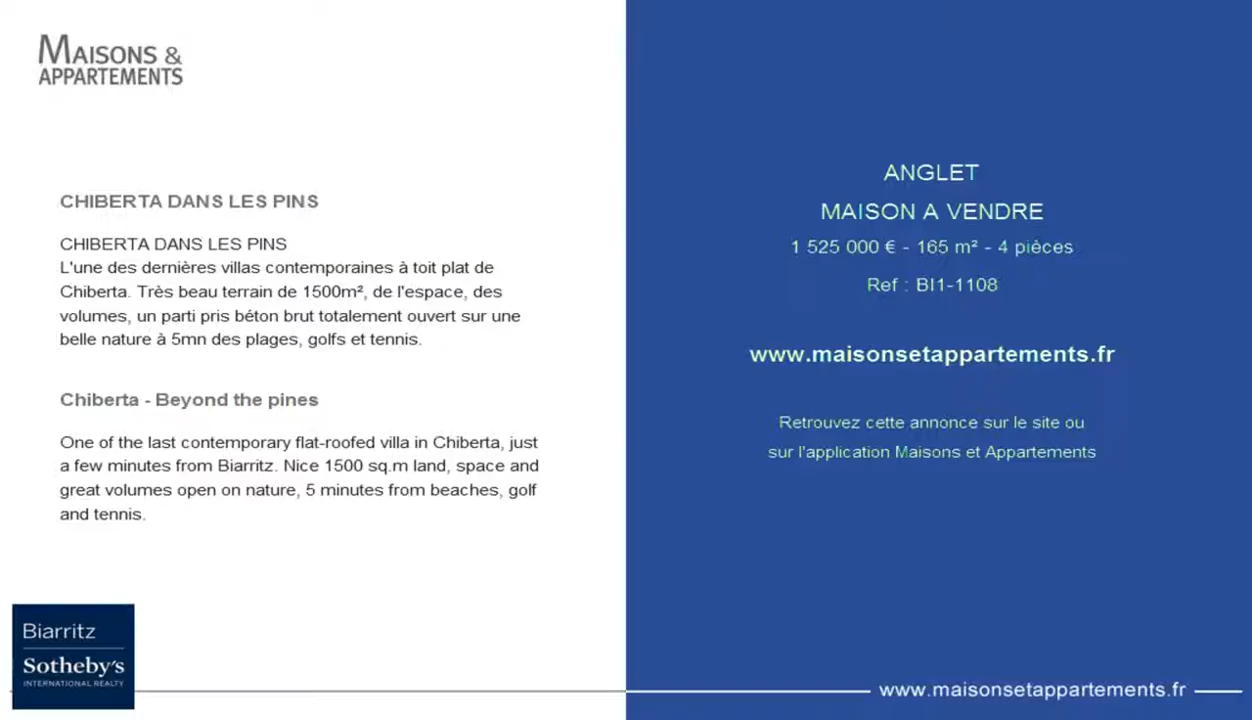 MAISONS &
APPARTEMENTS
CHIBERTA DANS LES PINS
CHIBERTA DANS LES PINS
L'une des dernières villas contemporaines à toit plat de
Chiberta. Très beau terrain de 1500m², de l'espace, des
volumes, un parti pris béton brut totalement ouvert sur une
belle nature à 5mn des plages, golfs et tennis.
Chiberta - Beyond the pines
One of the last contemporary flat-roofed villa in Chiberta, just
a few minutes from Biarritz. Nice 1500 sq.m land, space and
great volumes open on nature, 5 minutes from beaches, golf
and tennis.
Biarritz
Sotheby's
INTERNATIONAL REALTY
ANGLET
MAISON A VENDRE
1 525 000 € - 165 m² - 4 pièces
Ref : BI1-1108
www.maisonsetappartements.fr
Retrouvez cette annonce sur le site ou
sur l'application Maisons et Appartements
www.maisonsetappartements.fr